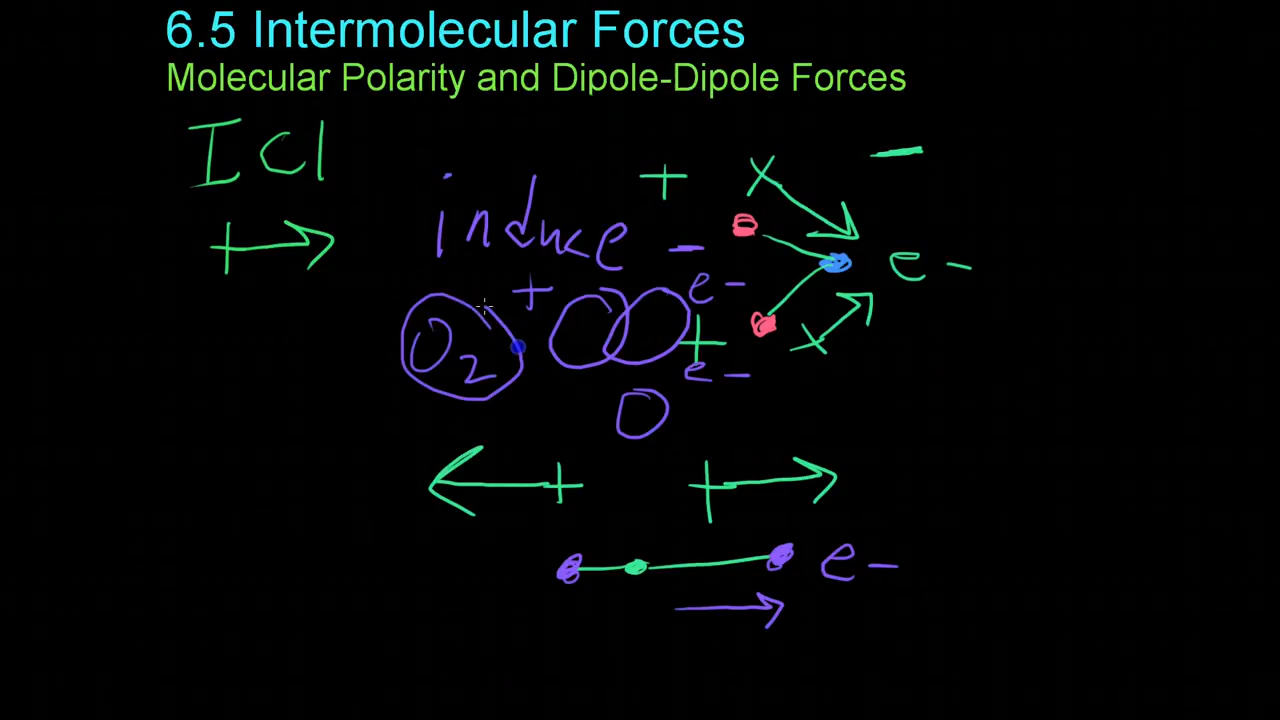 6.5 Intermolecular Forces
Molecular Polarity and Dipole-Dipole Forces
ICl
+ −
induce −
+ e−
e−
O2
+
e−
O
e−